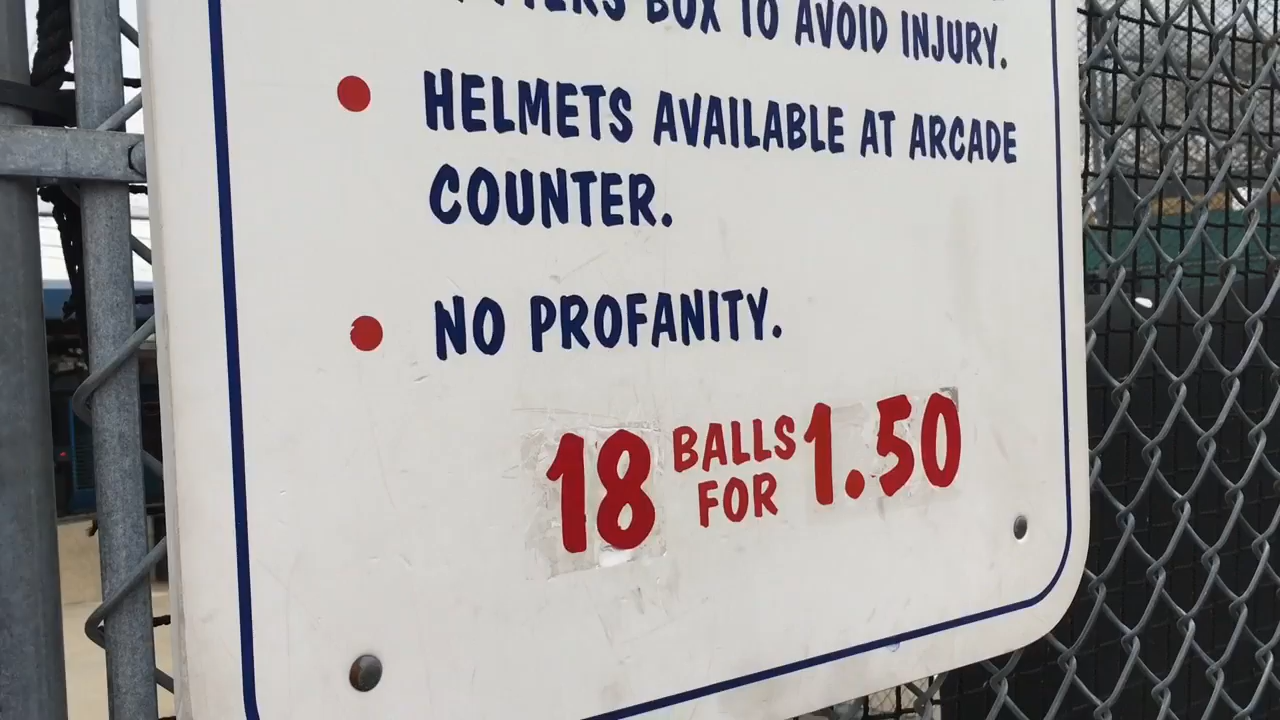 BOX TO AVOID INJURY.
HELMETS AVAILABLE AT ARCADE
COUNTER.
NO PROFANITY.
18 BALLS FOR 1.50